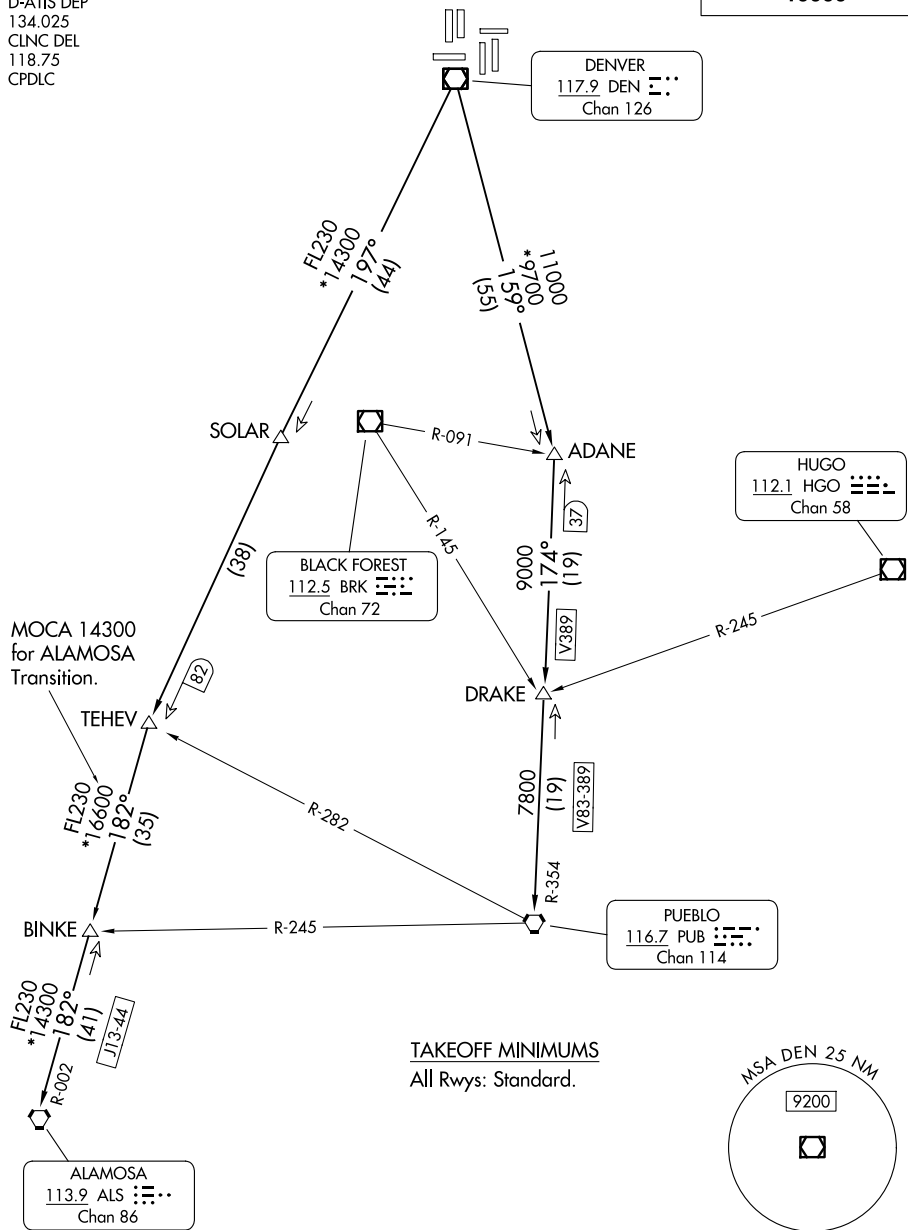 D-ATIS DEP
134.025
CLNC DEL
118.75
CPDLC
DENVER
117.9 DEN
Chan 126
FL230
*14300
197°
(44)
11000
*9700
159°
(55)
SOLAR
R-091
ADANE
HUGO
112.1 HGO
Chan 58
(38)
R-145
37
9000
174°
(19)
V389
BLACK FOREST
112.5 BRK
Chan 72
R-245
MOCA 14300
for ALAMOSA
Transition.
82
DRAKE
TEHEV
FL230
*16600
182°
(35)
R-282
7800
(19)
V83-389
R-354
BINKE
R-245
PUEBLO
116.7 PUB
Chan 114
FL230
*14300
182°
(41)
J13-44
R-002
TAKEOFF MINIMUMS
All Rwys: Standard.
MSA DEN 25 NM
9200
ALAMOSA
113.9 ALS
Chan 86